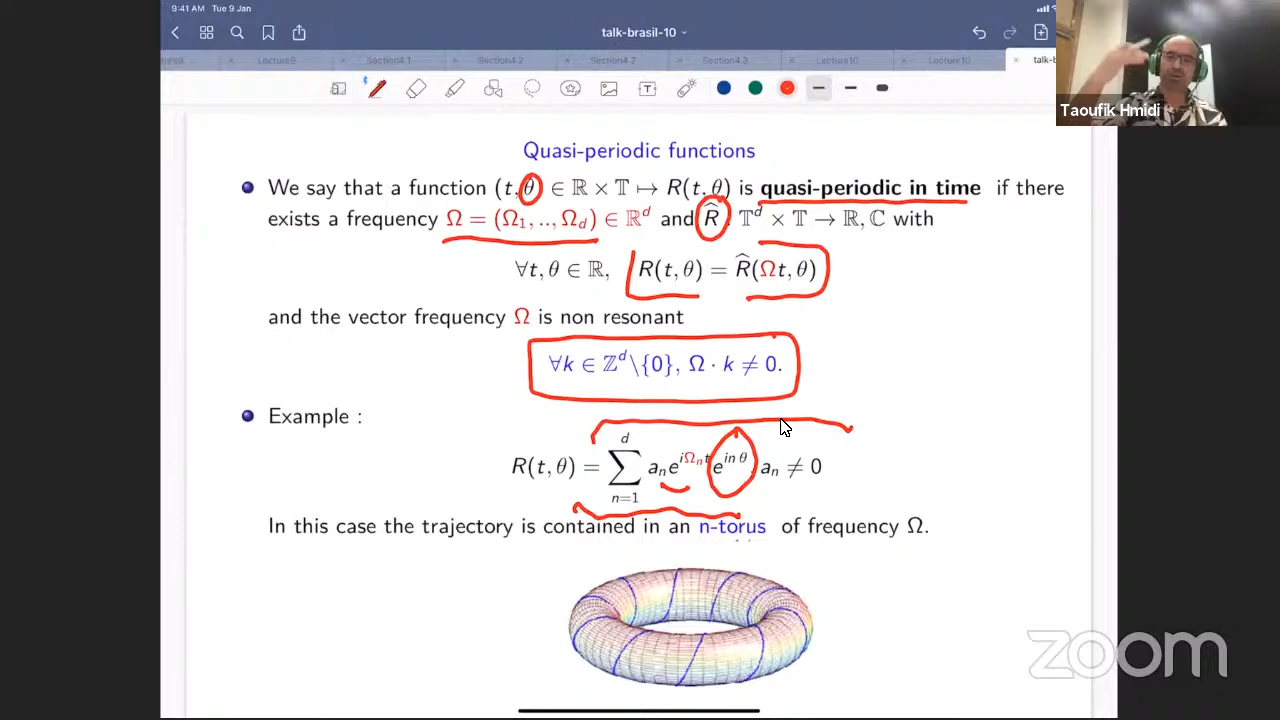 9:41 AM Tue 9 Jan
talk-brasil-10
Lecture9
Section4.1
Section4.2
Section4.2
Section4.3
Lecture10
Lecture10
talk-b
Taoufik Hmidi
Quasi-periodic functions
We say that a function (t, θ) ∈ ℝ × 𝕋 ↦ R(t, θ) is quasi-periodic in time if there
exists a frequency Ω = (Ω₁, .., Ω_d) ∈ ℝ^d and R̂ : 𝕋^d × 𝕋 → ℝ, ℂ with
∀t, θ ∈ ℝ, R(t, θ) = R̂(Ωt, θ)
and the vector frequency Ω is non resonant
∀k ∈ ℤ^d\{0}, Ω · k ≠ 0.
Example :
R(t, θ) = ∑_{n=1}^{d} a_n e^{iΩ_n t} e^{in θ}, a_n ≠ 0
In this case the trajectory is contained in an n-torus of frequency Ω.
zoom